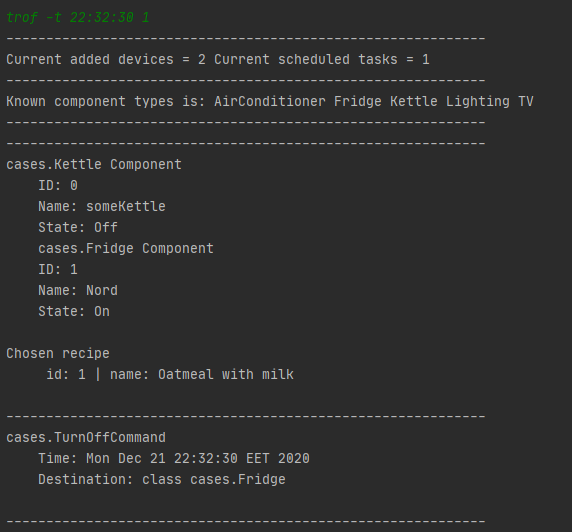 trof -t 22:32:30 1
------------------------------------------------------------
Current added devices = 2 Current scheduled tasks = 1
------------------------------------------------------------
Known component types is: AirConditioner Fridge Kettle Lighting TV
------------------------------------------------------------
------------------------------------------------------------
cases.Kettle Component
    ID: 0
    Name: someKettle
    State: Off
    cases.Fridge Component
    ID: 1
    Name: Nord
    State: On

Chosen recipe
     id: 1 | name: Oatmeal with milk

------------------------------------------------------------
cases.TurnOffCommand
    Time: Mon Dec 21 22:32:30 EET 2020
    Destination: class cases.Fridge

------------------------------------------------------------